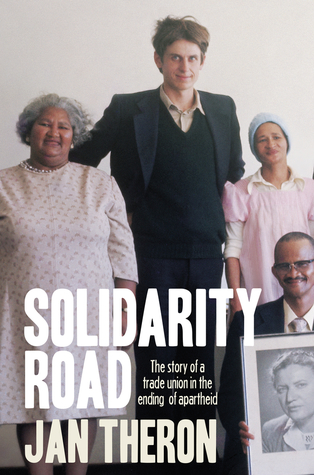 SOLIDARITY
ROAD
The story of a
trade union in the
ending of apartheid
JAN THERON